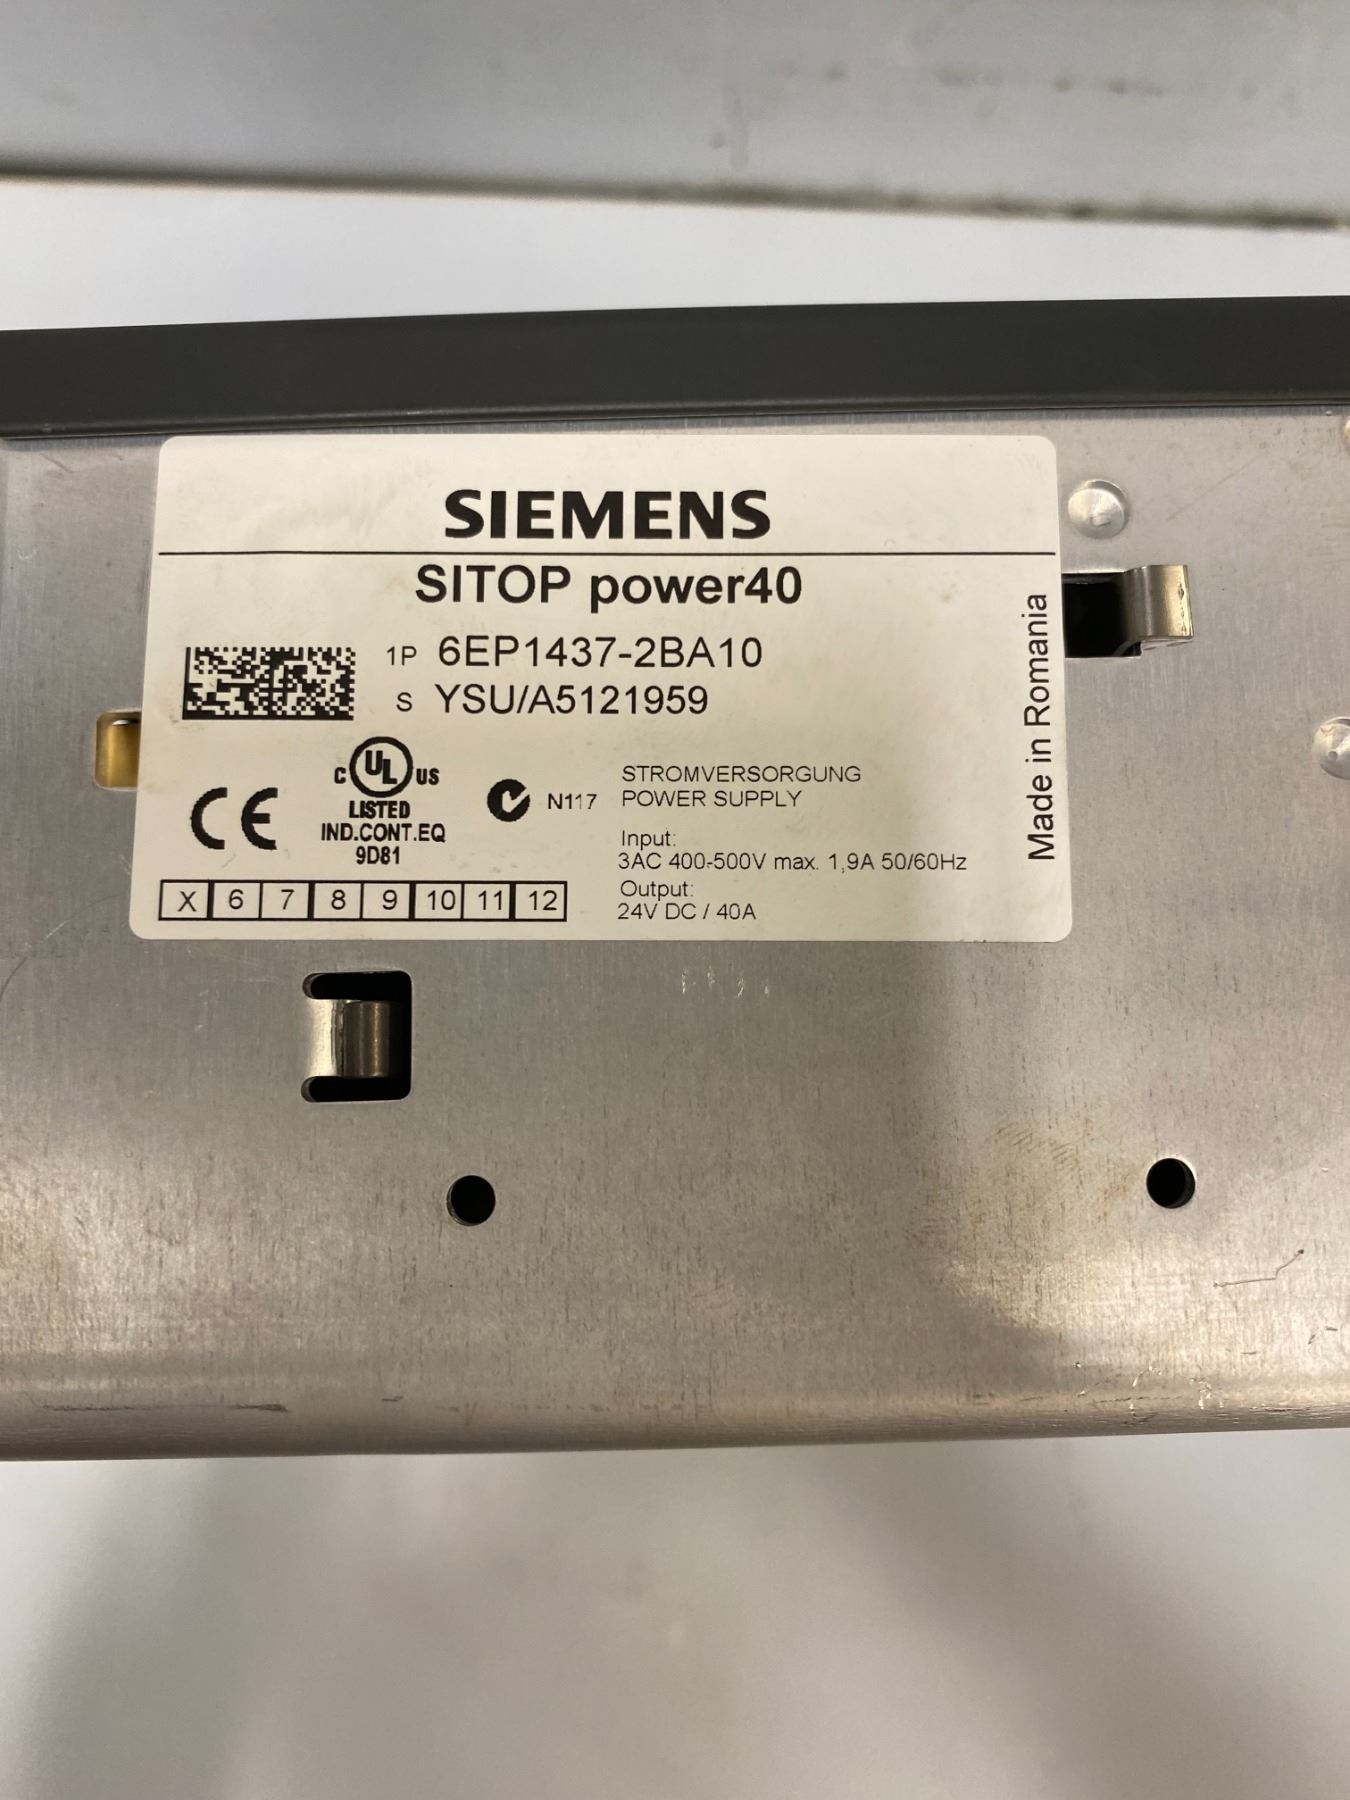 SIEMENS
SITOP power40
1P 6EP1437-2BA10
S YSU/A5121959
Made in Romania
C UL US
LISTED
IND.CONT.EQ
9D81
CE
N117
STROMVERSORGUNG
POWER SUPPLY
Input:
3AC 400-500V max. 1,9A 50/60Hz
Output:
24V DC / 40A
X 6 7 8 9 10 11 12